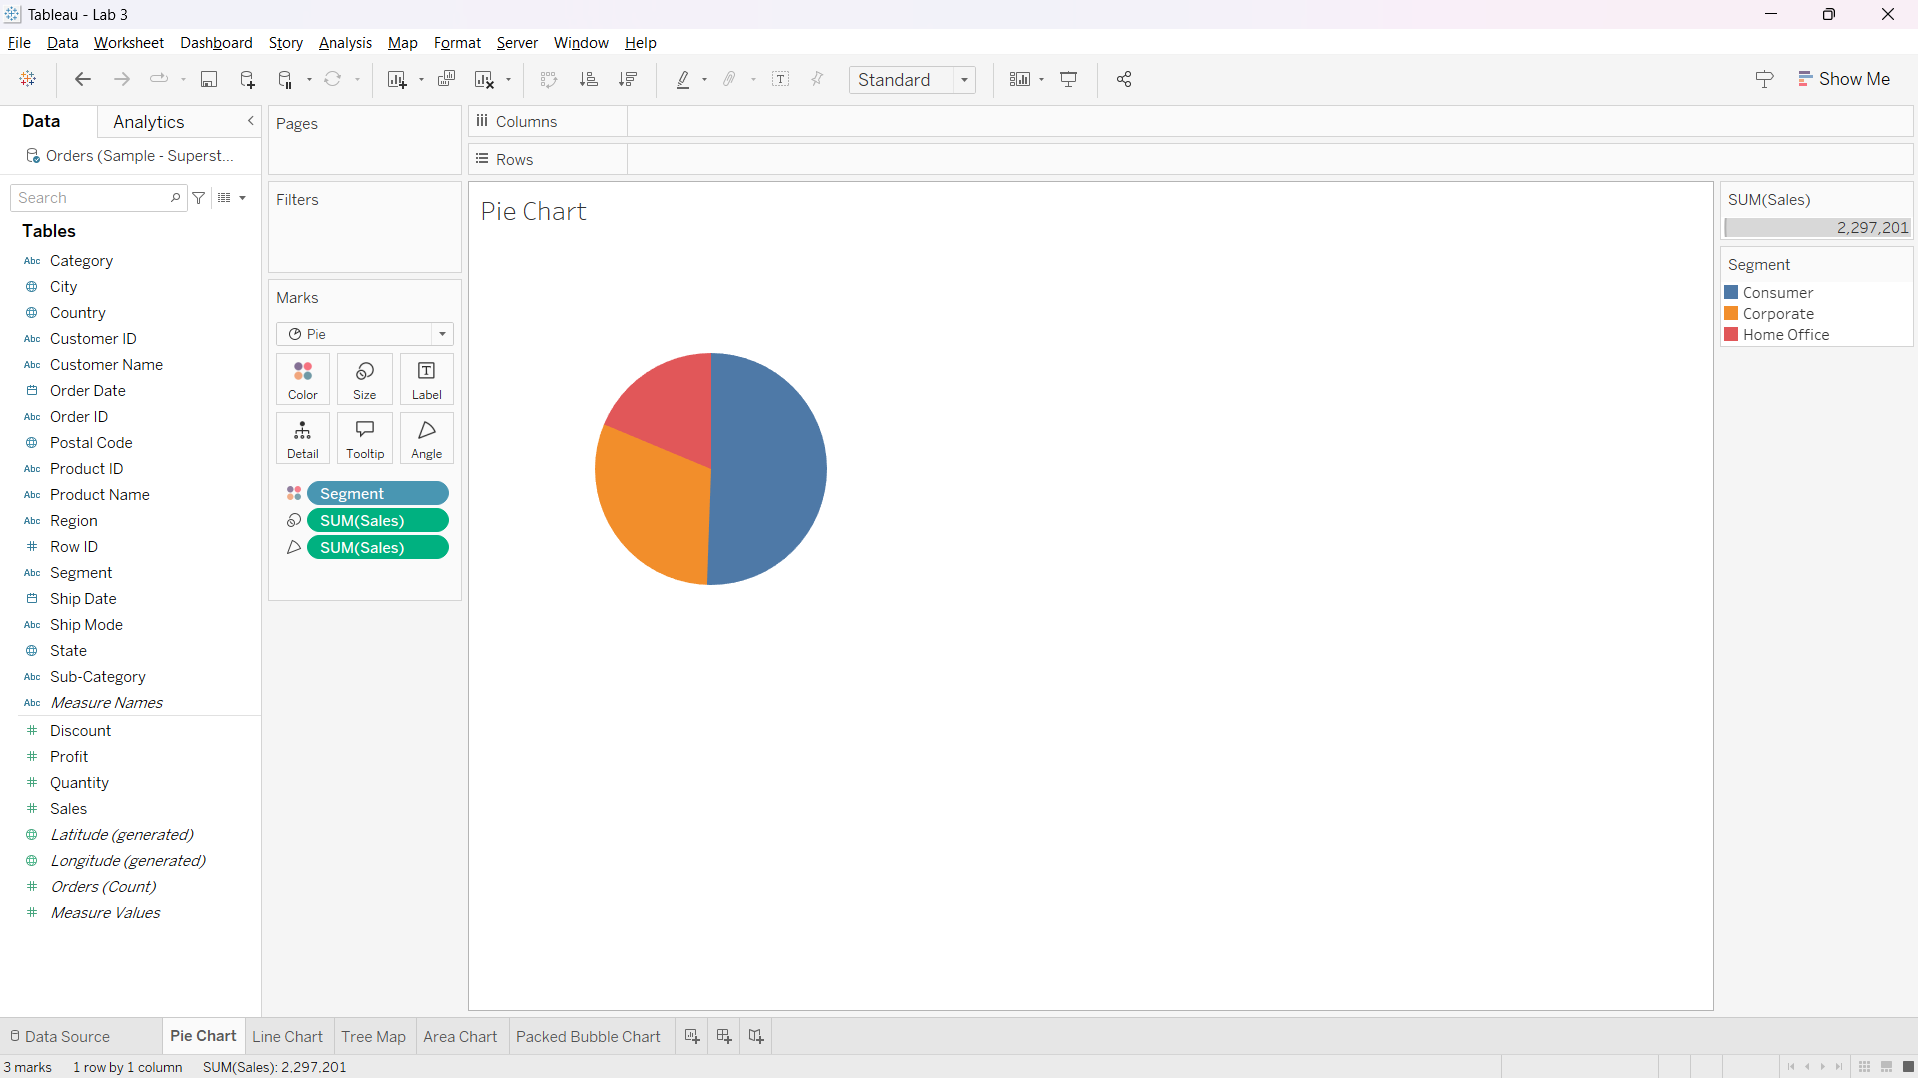 Tableau - Lab 3
File Data Worksheet Dashboard Story Analysis Map Format Server Window Help
Standard
Show Me
Data
Analytics
Orders (Sample - Superst...
Search
Tables
Abc Category
City
Country
Abc Customer ID
Abc Customer Name
Order Date
Abc Order ID
Postal Code
Abc Product ID
Abc Product Name
Abc Region
# Row ID
Abc Segment
Ship Date
Abc Ship Mode
State
Abc Sub-Category
Abc Measure Names
# Discount
# Profit
# Quantity
# Sales
Latitude (generated)
Longitude (generated)
# Orders (Count)
# Measure Values
Pages
Filters
Marks
Pie
Color Size Label
Detail Tooltip Angle
Segment
SUM(Sales)
SUM(Sales)
Columns
Rows
Pie Chart
SUM(Sales)
2,297,201
Segment
Consumer
Corporate
Home Office
Data Source Pie Chart Line Chart Tree Map Area Chart Packed Bubble Chart
3 marks 1 row by 1 column SUM(Sales): 2,297,201